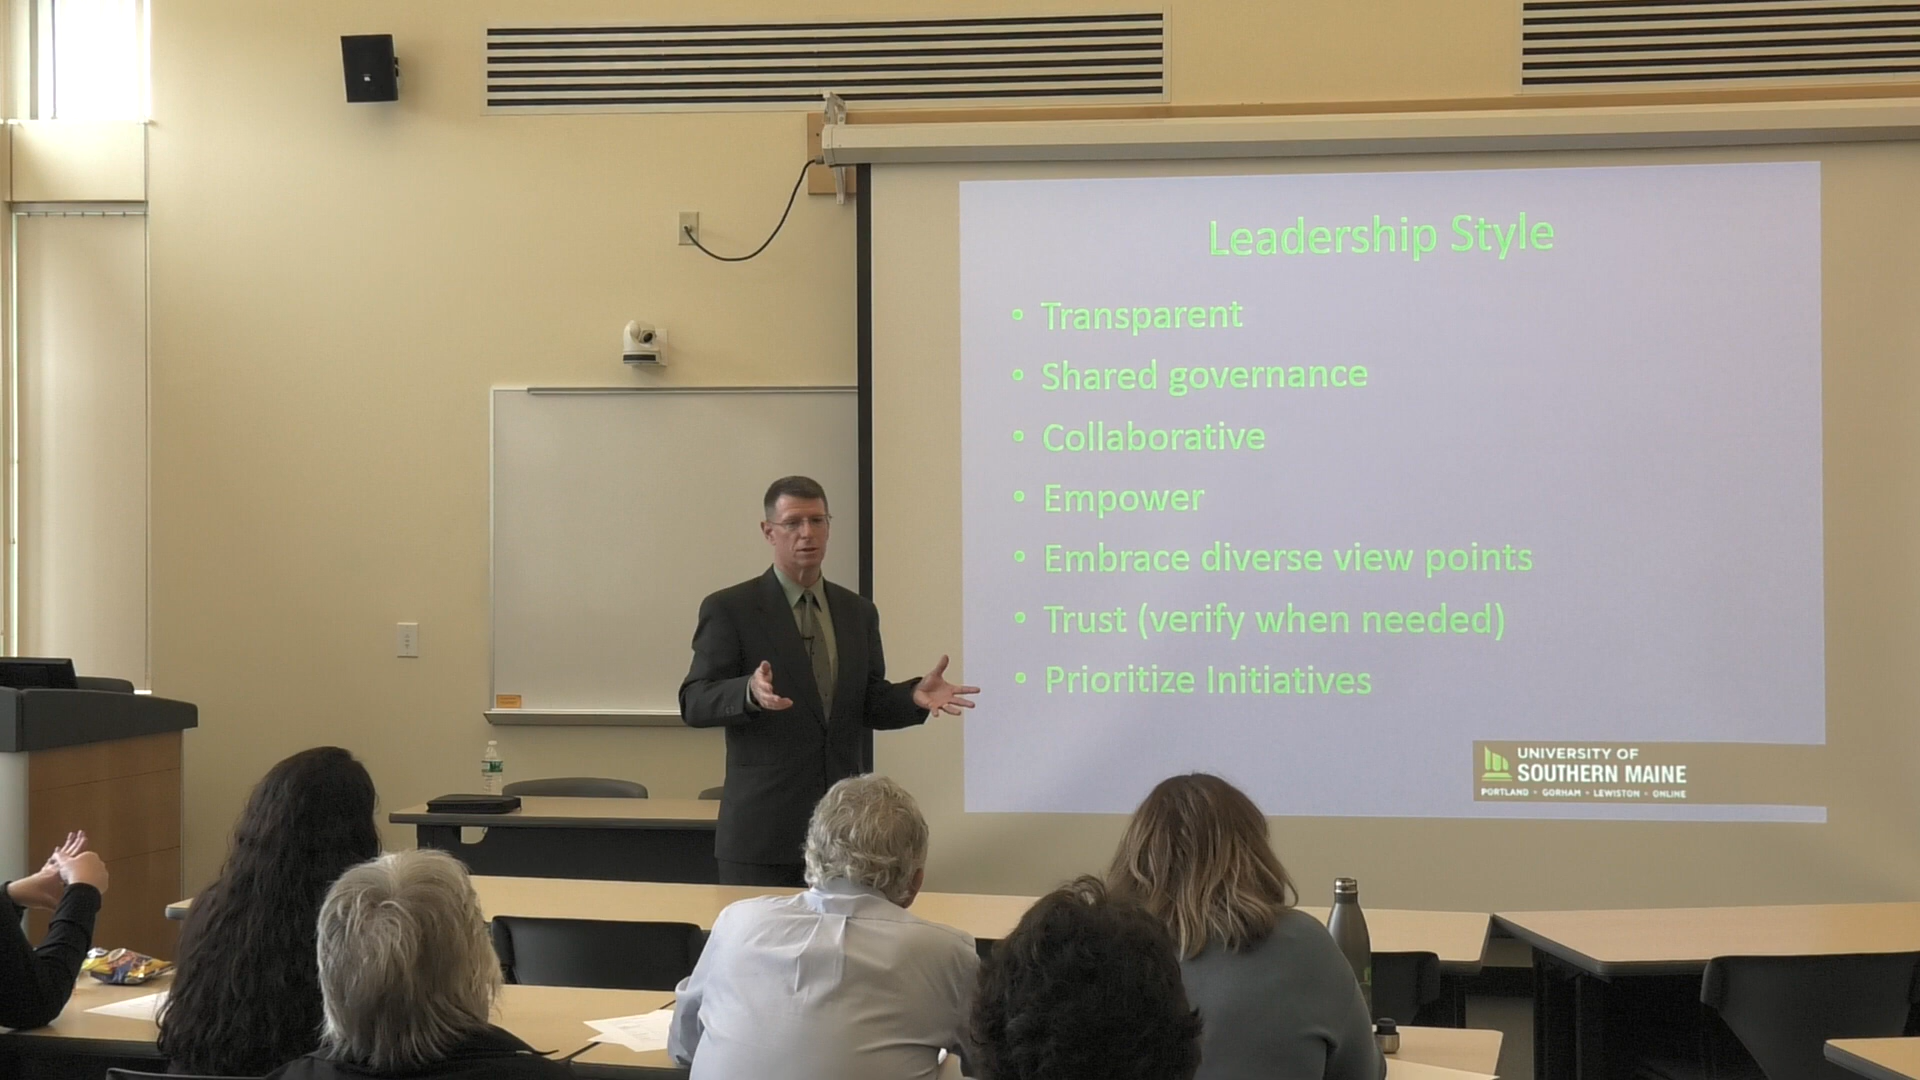 Leadership Style
• Transparent
• Shared governance
• Collaborative
• Empower
• Embrace diverse view points
• Trust (verify when needed)
• Prioritize Initiatives
UNIVERSITY OF
SOUTHERN MAINE
PORTLAND • GORHAM • LEWISTON • ONLINE